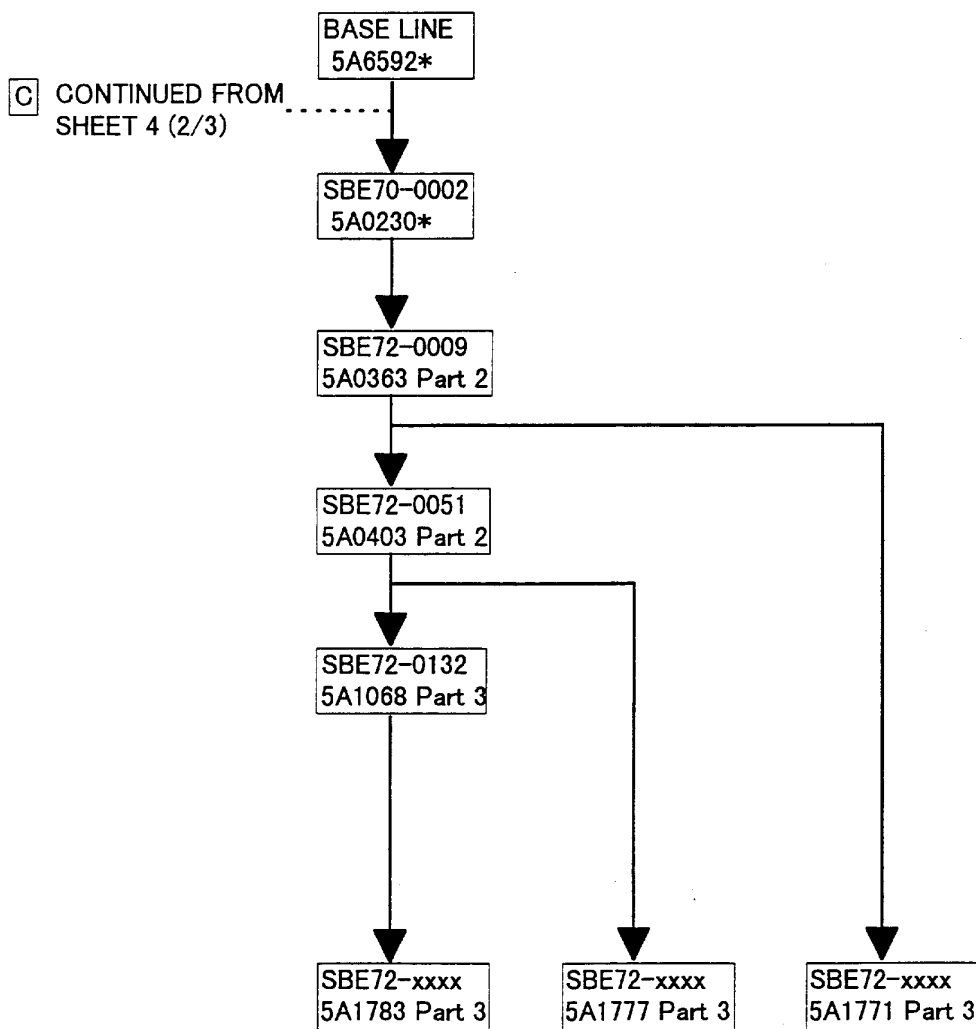 BASE LINE
5A6592*
C CONTINUED FROM
SHEET 4 (2/3)
SBE70-0002
5A0230*
SBE72-0009
5A0363 Part 2
SBE72-0051
5A0403 Part 2
SBE72-0132
5A1068 Part 3
SBE72-xxxx
5A1783 Part 3
SBE72-xxxx
5A1777 Part 3
SBE72-xxxx
5A1771 Part 3